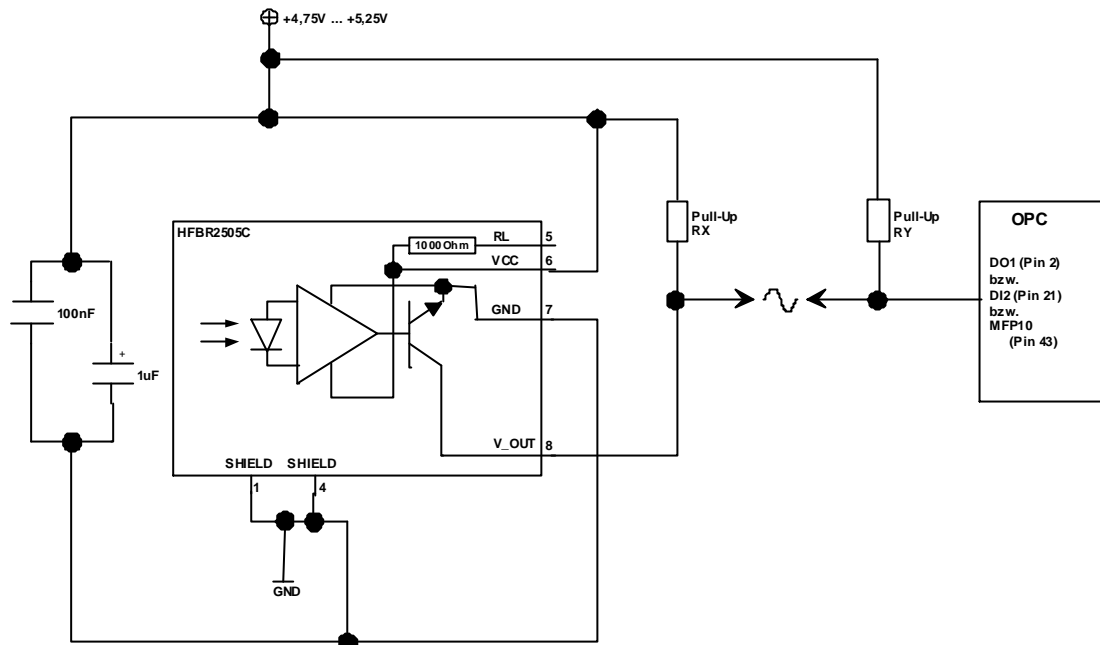 +4,75V ... +5,25V
HFBR2505C
1000Ohm
RL
5
VCC
6
GND
7
V_OUT
8
SHIELD
SHIELD
1
4
GND
100nF
+
1uF
Pull-Up
RX
Pull-Up
RY
OPC
DO1 (Pin 2)
bzw.
DI2 (Pin 21)
bzw.
MFP10
(Pin 43)